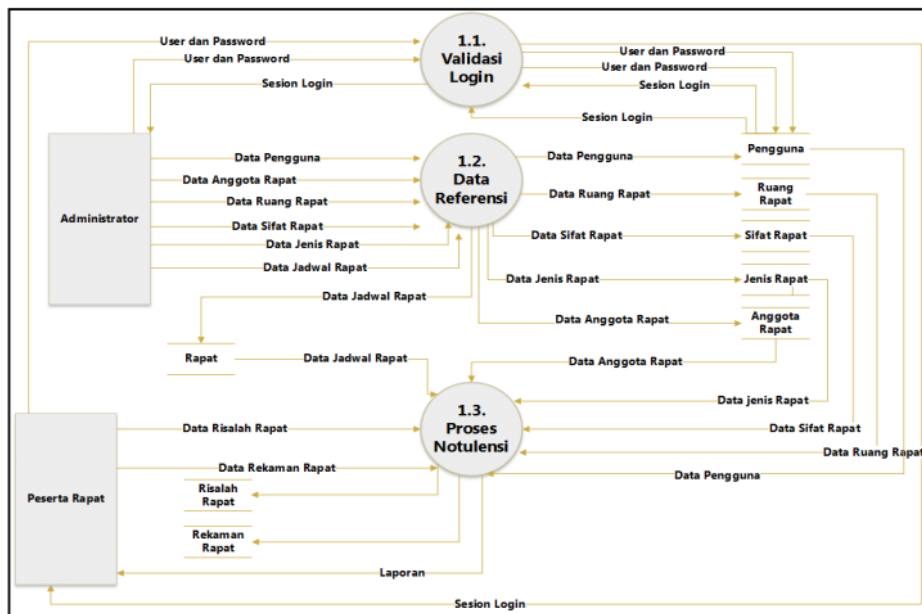 User dan Password
User dan Password
Sesion Login
1.1.
Validasi
Login
User dan Password
User dan Password
Sesion Login
Sesion Login
Administrator
Data Pengguna
Data Anggota Rapat
Data Ruang Rapat
Data Sifat Rapat
Data Jenis Rapat
Data Jadwal Rapat
1.2.
Data
Referensi
Data Pengguna
Data Ruang Rapat
Data Sifat Rapat
Data Jenis Rapat
Data Anggota Rapat
Pengguna
Ruang
Rapat
Sifat Rapat
Jenis Rapat
Anggota
Rapat
Data Jadwal Rapat
Rapat
Data Jadwal Rapat
Data Anggota Rapat
Data jenis Rapat
Data Sifat Rapat
Data Ruang Rapat
Data Pengguna
1.3.
Proses
Notulensi
Peserta Rapat
Data Risalah Rapat
Data Rekaman Rapat
Risalah
Rapat
Rekaman
Rapat
Laporan
Sesion Login